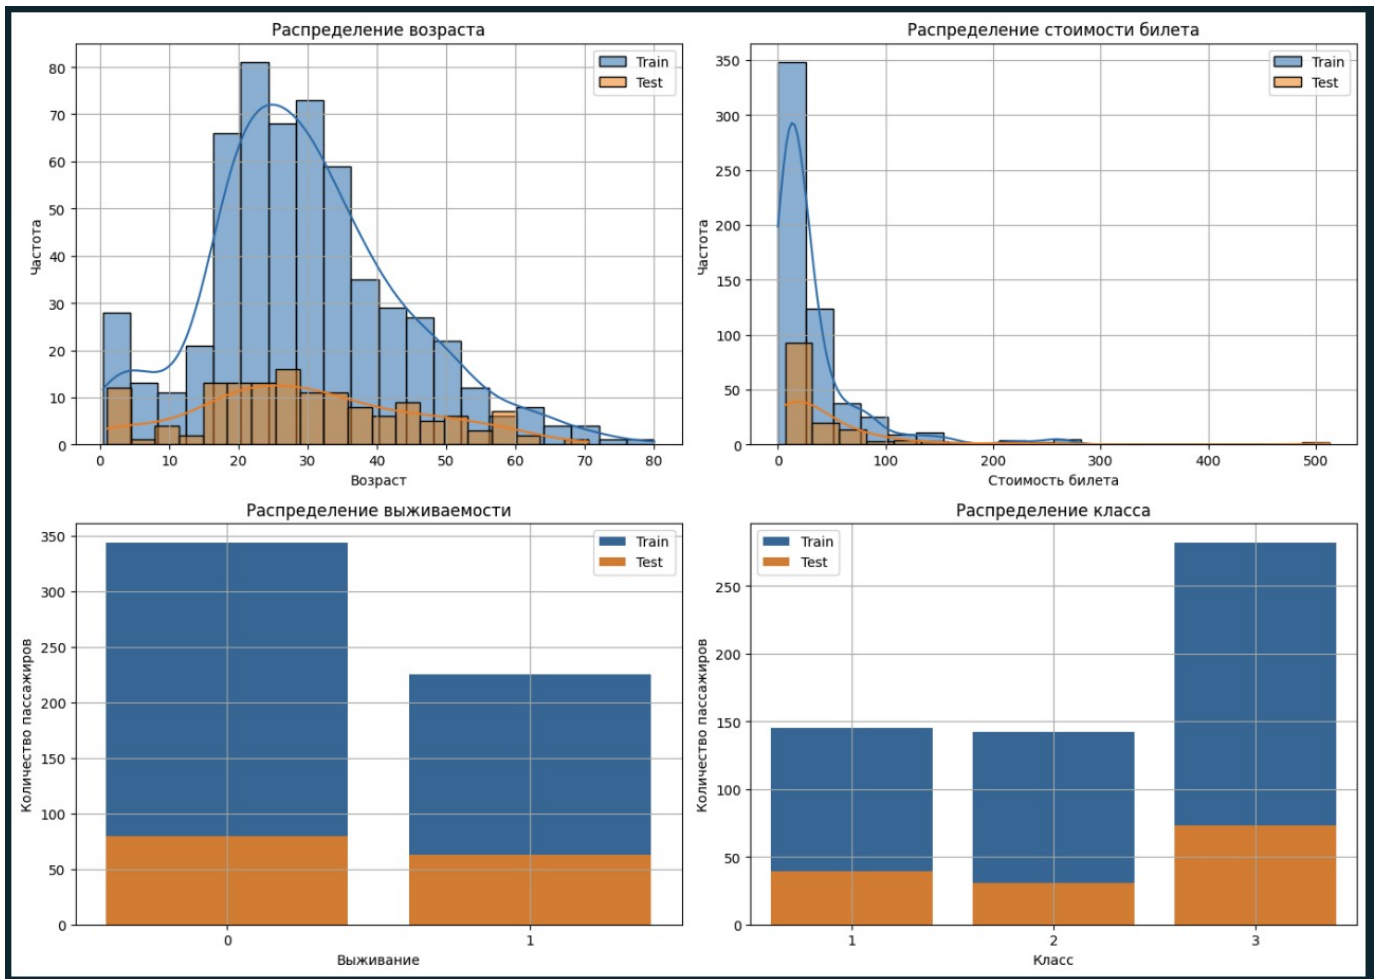 Распределение возраста
Train
Test
80
70
60
50
40
30
20
10
0
Частота
0 10 20 30 40 50 60 70 80
Возраст
Распределение стоимости билета
Train
Test
350
300
250
200
150
100
50
0
Частота
0 100 200 300 400 500
Стоимость билета
Распределение выживаемости
Train
Test
350
300
250
200
150
100
50
0
Количество пассажиров
0 1
Выживание
Распределение класса
Train
Test
250
200
150
100
50
0
Количество пассажиров
1 2 3
Класс